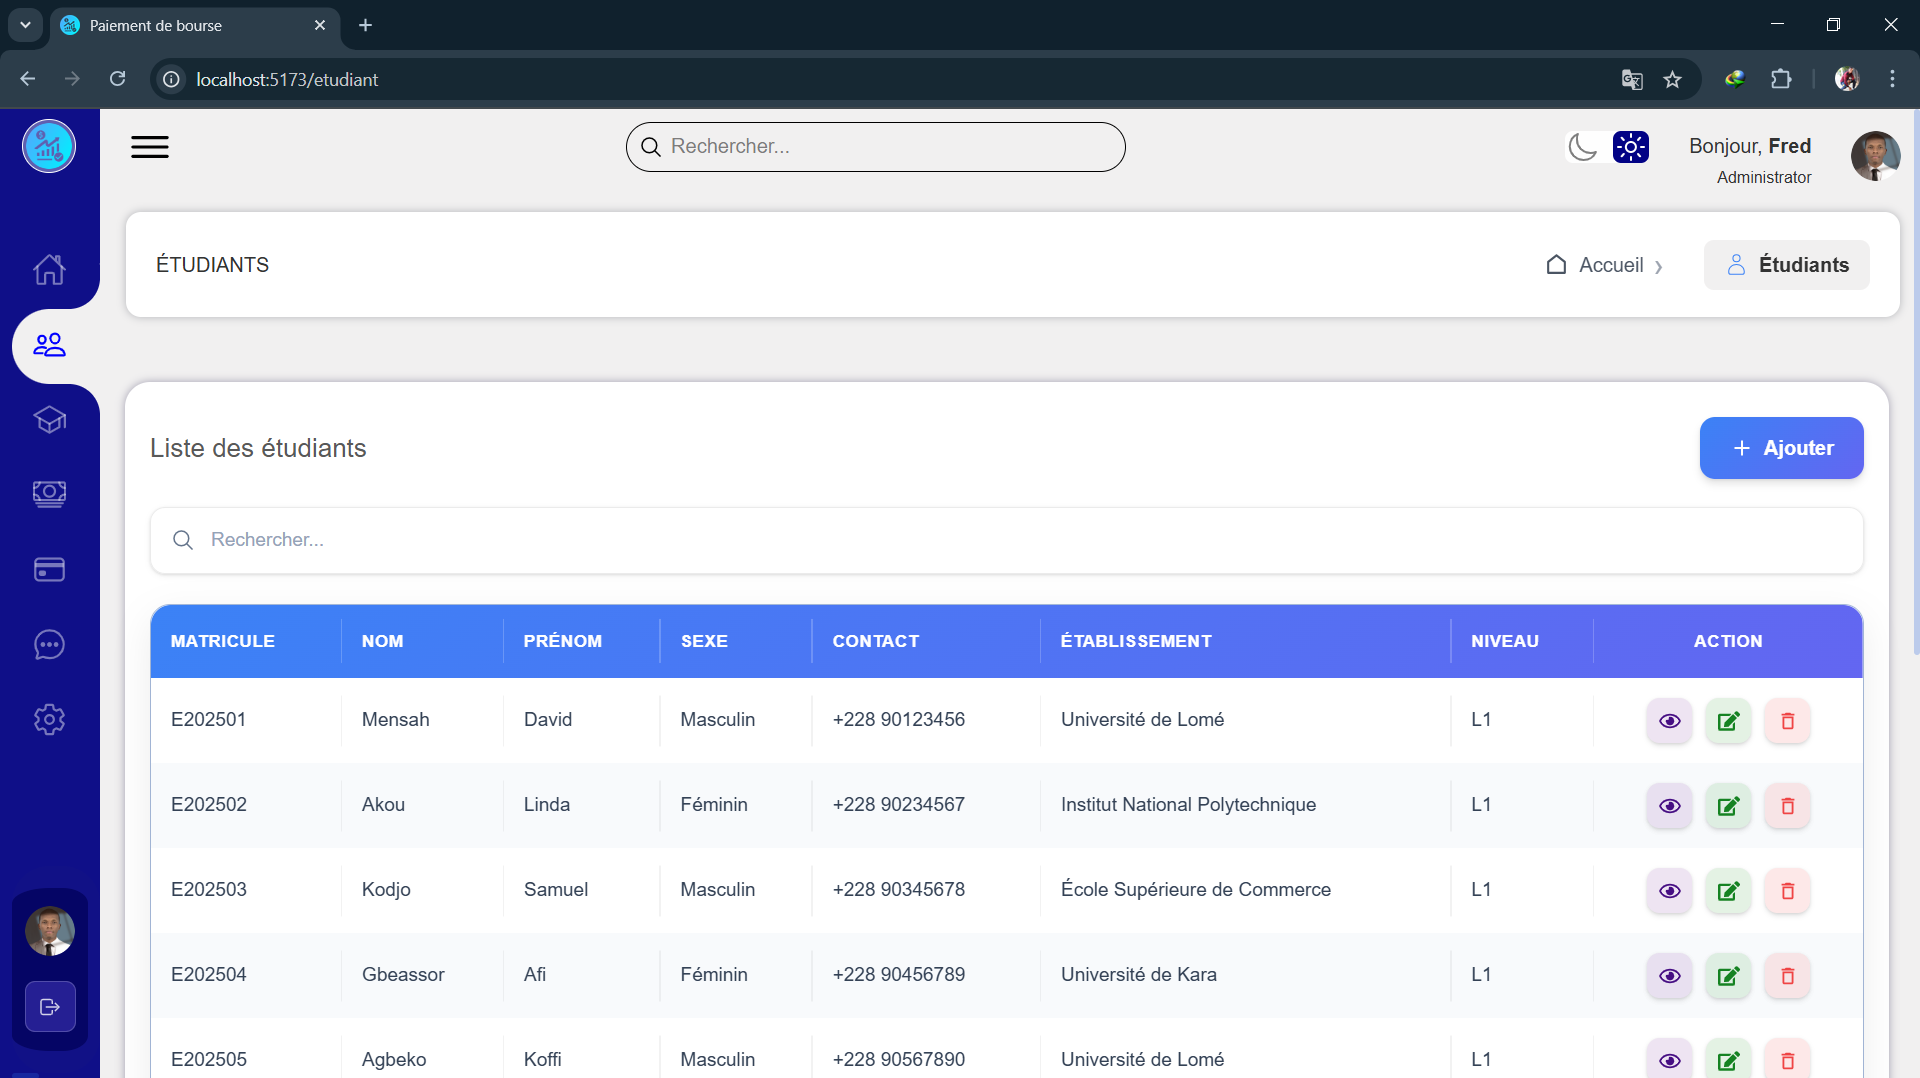 Paiement de bourse
localhost:5173/etudiant
Rechercher...
Bonjour, Fred
Administrator
ÉTUDIANTS
Accueil
Étudiants
Liste des étudiants
Ajouter
Rechercher...
MATRICULE NOM PRÉNOM SEXE CONTACT ÉTABLISSEMENT NIVEAU ACTION
E202501 Mensah David Masculin +228 90123456 Université de Lomé L1
E202502 Akou Linda Féminin +228 90234567 Institut National Polytechnique L1
E202503 Kodjo Samuel Masculin +228 90345678 École Supérieure de Commerce L1
E202504 Gbeassor Afi Féminin +228 90456789 Université de Kara L1
E202505 Agbeko Koffi Masculin +228 90567890 Université de Lomé L1